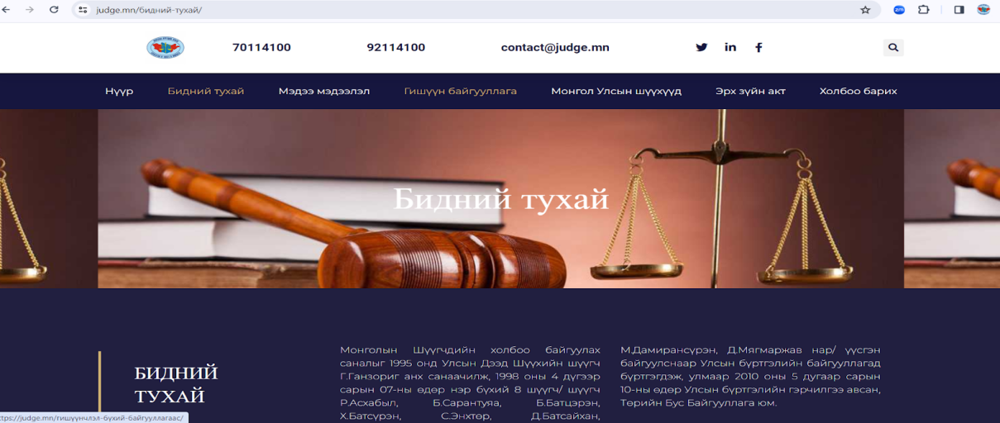 judge.mn/бидний-тухай/
70114100
92114100
contact@judge.mn
Нүүр
Бидний тухай
Мэдээ мэдээлэл
Гишүүн байгууллага
Монгол Улсын шүүхүүд
Эрх зүйн акт
Холбоо барих
Бидний тухай
БИДНИЙ
ТУХАЙ
Монголын Шүүгчдийн холбоо байгуулах
саналыг 1995 онд Улсын Дээд Шүүхийн шүүгч
Г.Ганзориг анх санаачилж, 1998 оны 4 дүгээр
сарын 07-ны өдөр нэр бүхий 8 шүүгч/ шүүгч
Р.Асхабыл, Б.Сарантуяа, Б.Батцэрэн,
Х.Батсүрэн, С.Энхтөр, Д.Батсайхан,
М.Дамирансүрэн, Д.Мягмаржав нар/ үүсгэн
байгуулснаар Улсын бүртгэлийн байгууллагад
бүртгэгдэж, улмаар 2010 оны 5 дугаар сарын
10-ны өдөр Улсын бүртгэлийн гэрчилгээ авсан,
Төрийн Бус Байгууллага юм.
ttps://judge.mn/гишүүнчлэл-бүхий-байгууллагаас/